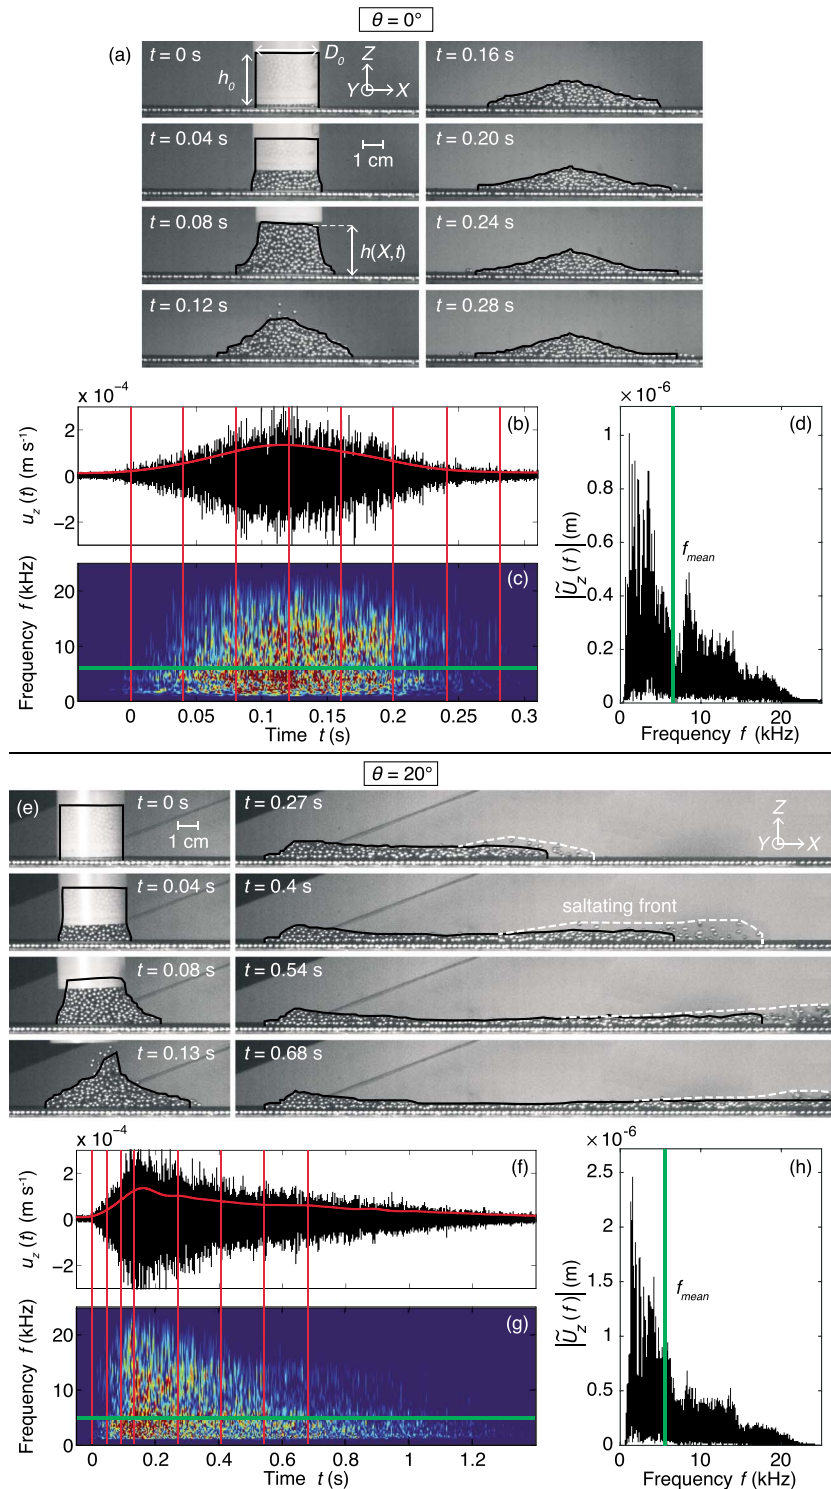 θ = 0°
(a)
t = 0 s
D₀
h₀
Z
Y
X
t = 0.16 s
t = 0.04 s
1 cm
t = 0.20 s
t = 0.08 s
h(X,t)
t = 0.24 s
t = 0.12 s
t = 0.28 s
x 10⁻⁴
2
0
−2
u_z (t) (m s⁻¹)
(b)
20
10
0
Frequency f (kHz)
(c)
0 0.05 0.1 0.15 0.2 0.25 0.3
Time t (s)
× 10⁻⁶
(d)
1
0.8
0.6
0.4
0.2
0
|Ũ_z (f)| (m)
f_mean
0 10 20
Frequency f (kHz)
θ = 20°
(e)
t = 0 s
1 cm
t = 0.27 s
Z
Y
X
t = 0.04 s
t = 0.4 s
saltating front
t = 0.08 s
t = 0.54 s
t = 0.13 s
t = 0.68 s
x 10⁻⁴
2
0
−2
u_z (t) (m s⁻¹)
(f)
20
10
0
Frequency f (kHz)
(g)
0 0.2 0.4 0.6 0.8 1 1.2
Time t (s)
×10⁻⁶
(h)
2.5
2
1.5
1
0.5
0
|Ũ_z (f)| (m)
f_mean
0 10 20
Frequency f (kHz)